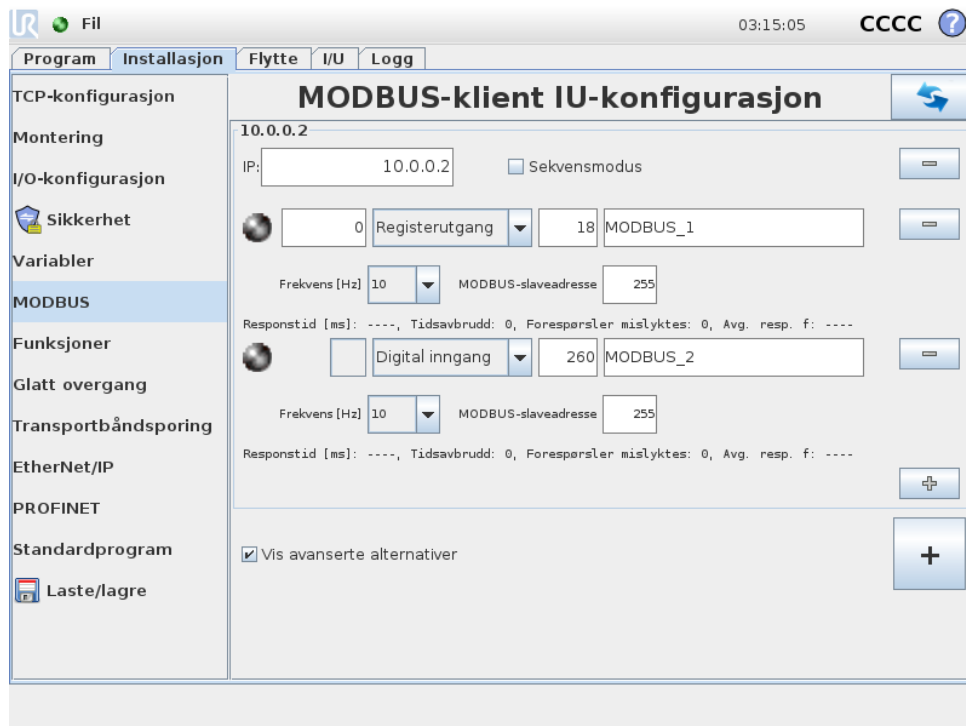 UR Fil 03:15:05 CCCC ?
Program Installasjon Flytte I/U Logg
TCP-konfigurasjon
Montering
I/O-konfigurasjon
Sikkerhet
Variabler
MODBUS
Funksjoner
Glatt overgang
Transportbåndsporing
EtherNet/IP
PROFINET
Standardprogram
Laste/lagre
MODBUS-klient IU-konfigurasjon
10.0.0.2
IP: 10.0.0.2 Sekvensmodus
0 Registerutgang 18 MODBUS_1
Frekvens [Hz] 10 MODBUS-slaveadresse 255
Responstid [ms]: ----, Tidsavbrudd: 0, Forespørsler mislyktes: 0, Avg. resp. f: ----
Digital inngang 260 MODBUS_2
Frekvens [Hz] 10 MODBUS-slaveadresse 255
Responstid [ms]: ----, Tidsavbrudd: 0, Forespørsler mislyktes: 0, Avg. resp. f: ----
Vis avanserte alternativer